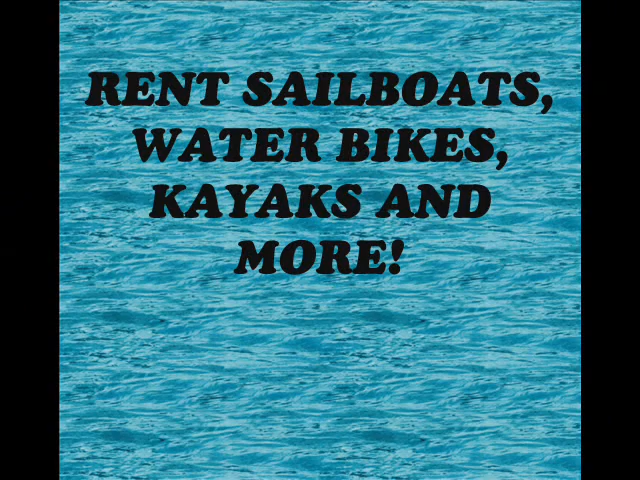 RENT SAILBOATS,
WATER BIKES,
KAYAKS AND
MORE!